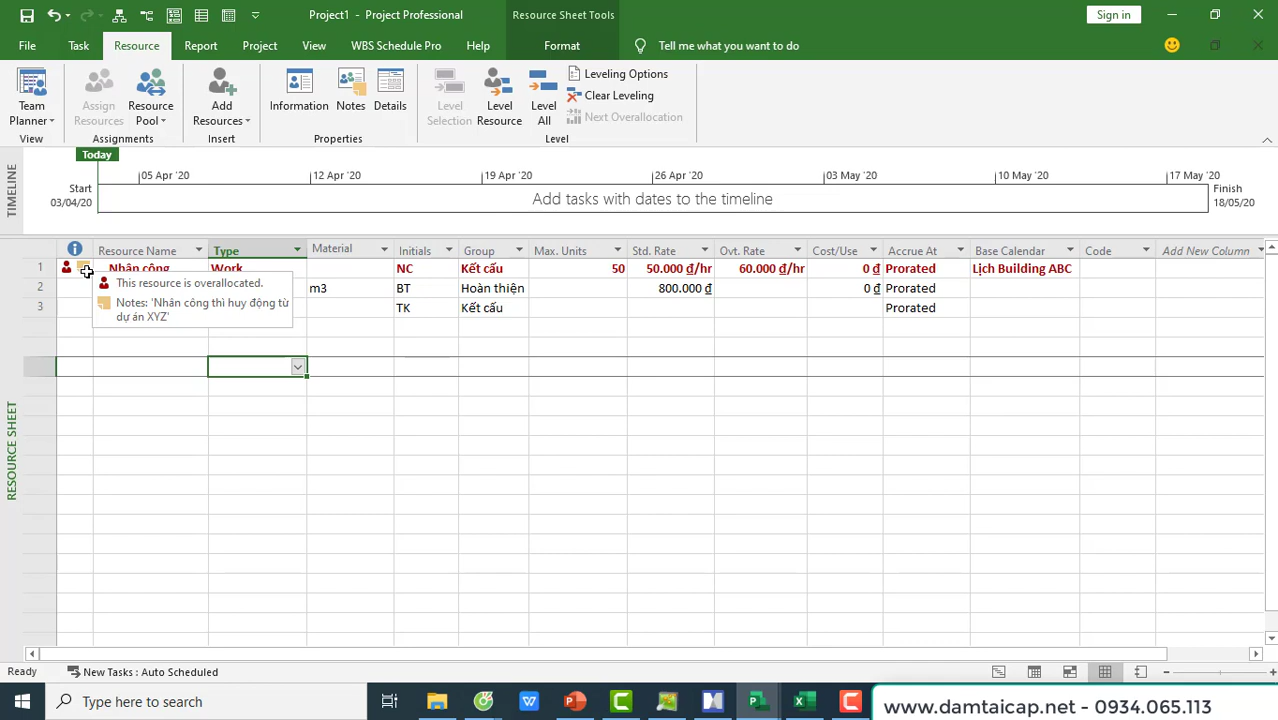 Project1 - Project Professional
Resource Sheet Tools
Sign in
File
Task
Resource
Report
Project
View
WBS Schedule Pro
Help
Format
Tell me what you want to do
Team Planner
View
Assign Resources
Resource Pool
Assignments
Add Resources
Insert
Information
Notes
Details
Properties
Level Selection
Level Resource
Level All
Leveling Options
Clear Leveling
Next Overallocation
Level
TIMELINE
Today
Start
03/04/20
05 Apr '20
12 Apr '20
19 Apr '20
26 Apr '20
03 May '20
10 May '20
17 May '20
Add tasks with dates to the timeline
Finish
18/05/20
RESOURCE SHEET
Resource Name Type Material Initials Group Max. Units Std. Rate Ovt. Rate Cost/Use Accrue At Base Calendar Code Add New Column
1 Nhân công Work NC Kết cấu 50 50.000 ₫/hr 60.000 ₫/hr 0 ₫ Prorated Lịch Building ABC
2 m3 BT Hoàn thiện 800.000 ₫ 0 ₫ Prorated
3 TK Kết cấu Prorated
This resource is overallocated.
Notes: 'Nhân công thì huy động từ
dự án XYZ'
Ready
New Tasks : Auto Scheduled
Type here to search
www.damtaicap.net - 0934.065.113